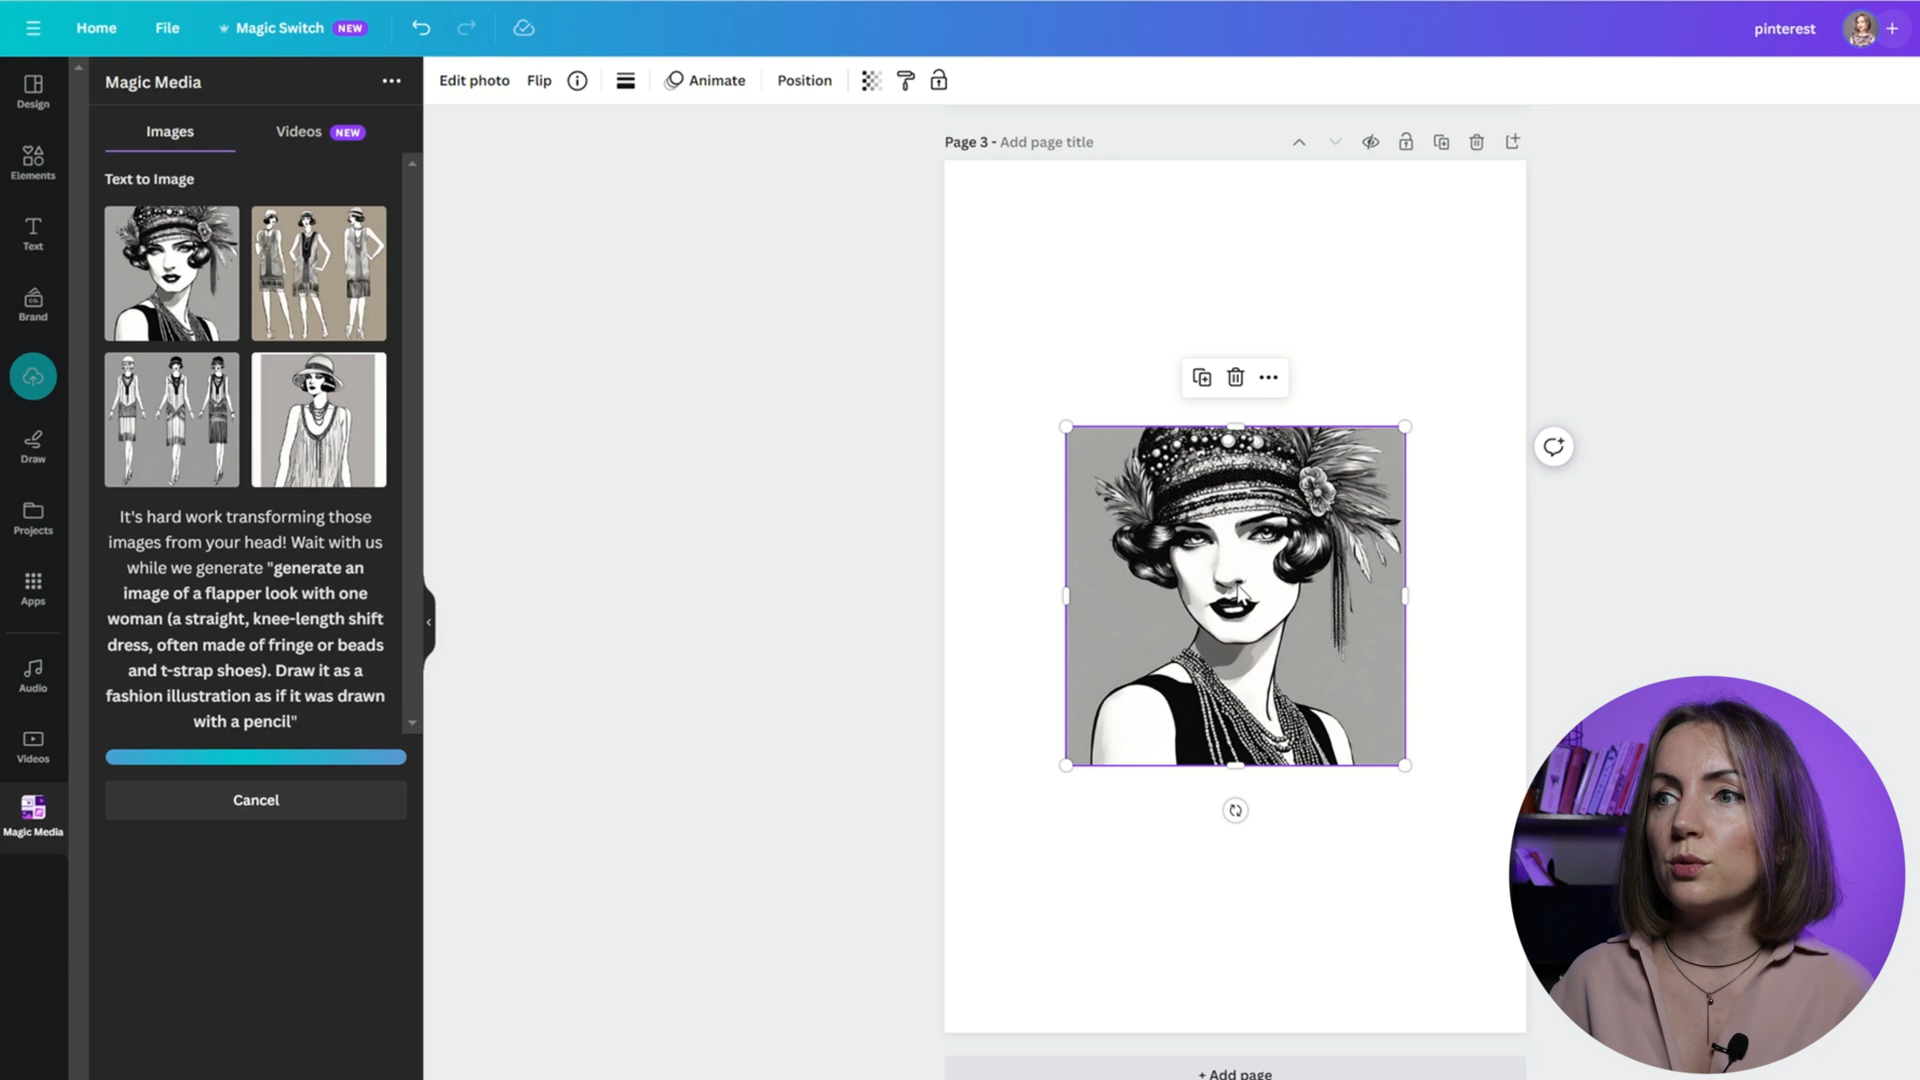 Home
File
Magic Switch NEW
pinterest
Design
Elements
Text
Brand
Draw
Projects
Apps
Audio
Videos
Magic Media
Magic Media
Images
Videos NEW
Text to Image
It's hard work transforming those
images from your head! Wait with us
while we generate "generate an
image of a flapper look with one
woman (a straight, knee-length shift
dress, often made of fringe or beads
and t-strap shoes). Draw it as a
fashion illustration as if it was drawn
with a pencil"
Cancel
Edit photo
Flip
Animate
Position
Page 3 - Add page title
+ Add page